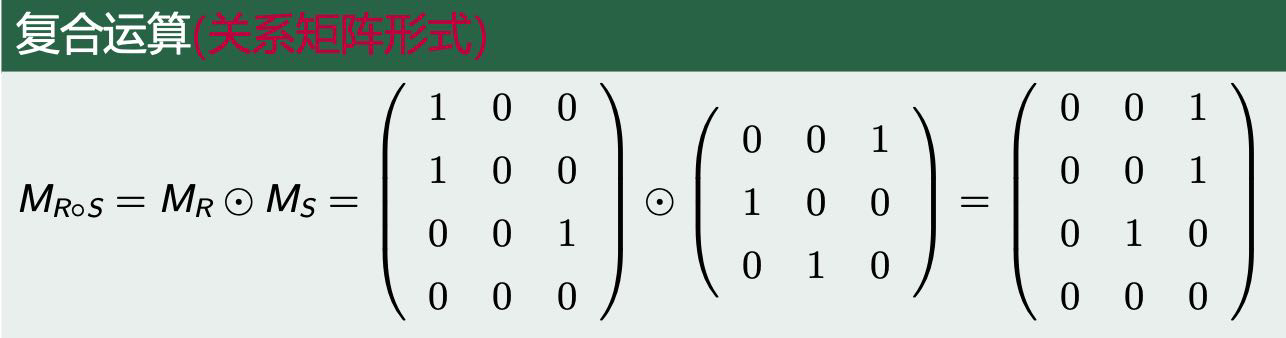 复合运算(关系矩阵形式)
$M_{R \circ S} = M_R \odot M_S = \begin{pmatrix} 1 & 0 & 0 \\ 1 & 0 & 0 \\ 0 & 0 & 1 \\ 0 & 0 & 0 \end{pmatrix} \odot \begin{pmatrix} 0 & 0 & 1 \\ 1 & 0 & 0 \\ 0 & 1 & 0 \end{pmatrix} = \begin{pmatrix} 0 & 0 & 1 \\ 0 & 0 & 1 \\ 0 & 1 & 0 \\ 0 & 0 & 0 \end{pmatrix}$